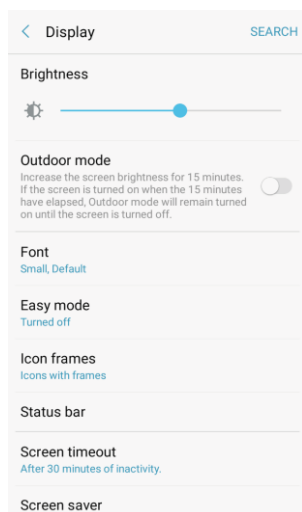 Display SEARCH
Brightness
Outdoor mode
Increase the screen brightness for 15 minutes.
If the screen is turned on when the 15 minutes
have elapsed, Outdoor mode will remain turned
on until the screen is turned off.
Font
Small, Default
Easy mode
Turned off
Icon frames
Icons with frames
Status bar
Screen timeout
After 30 minutes of inactivity.
Screen saver